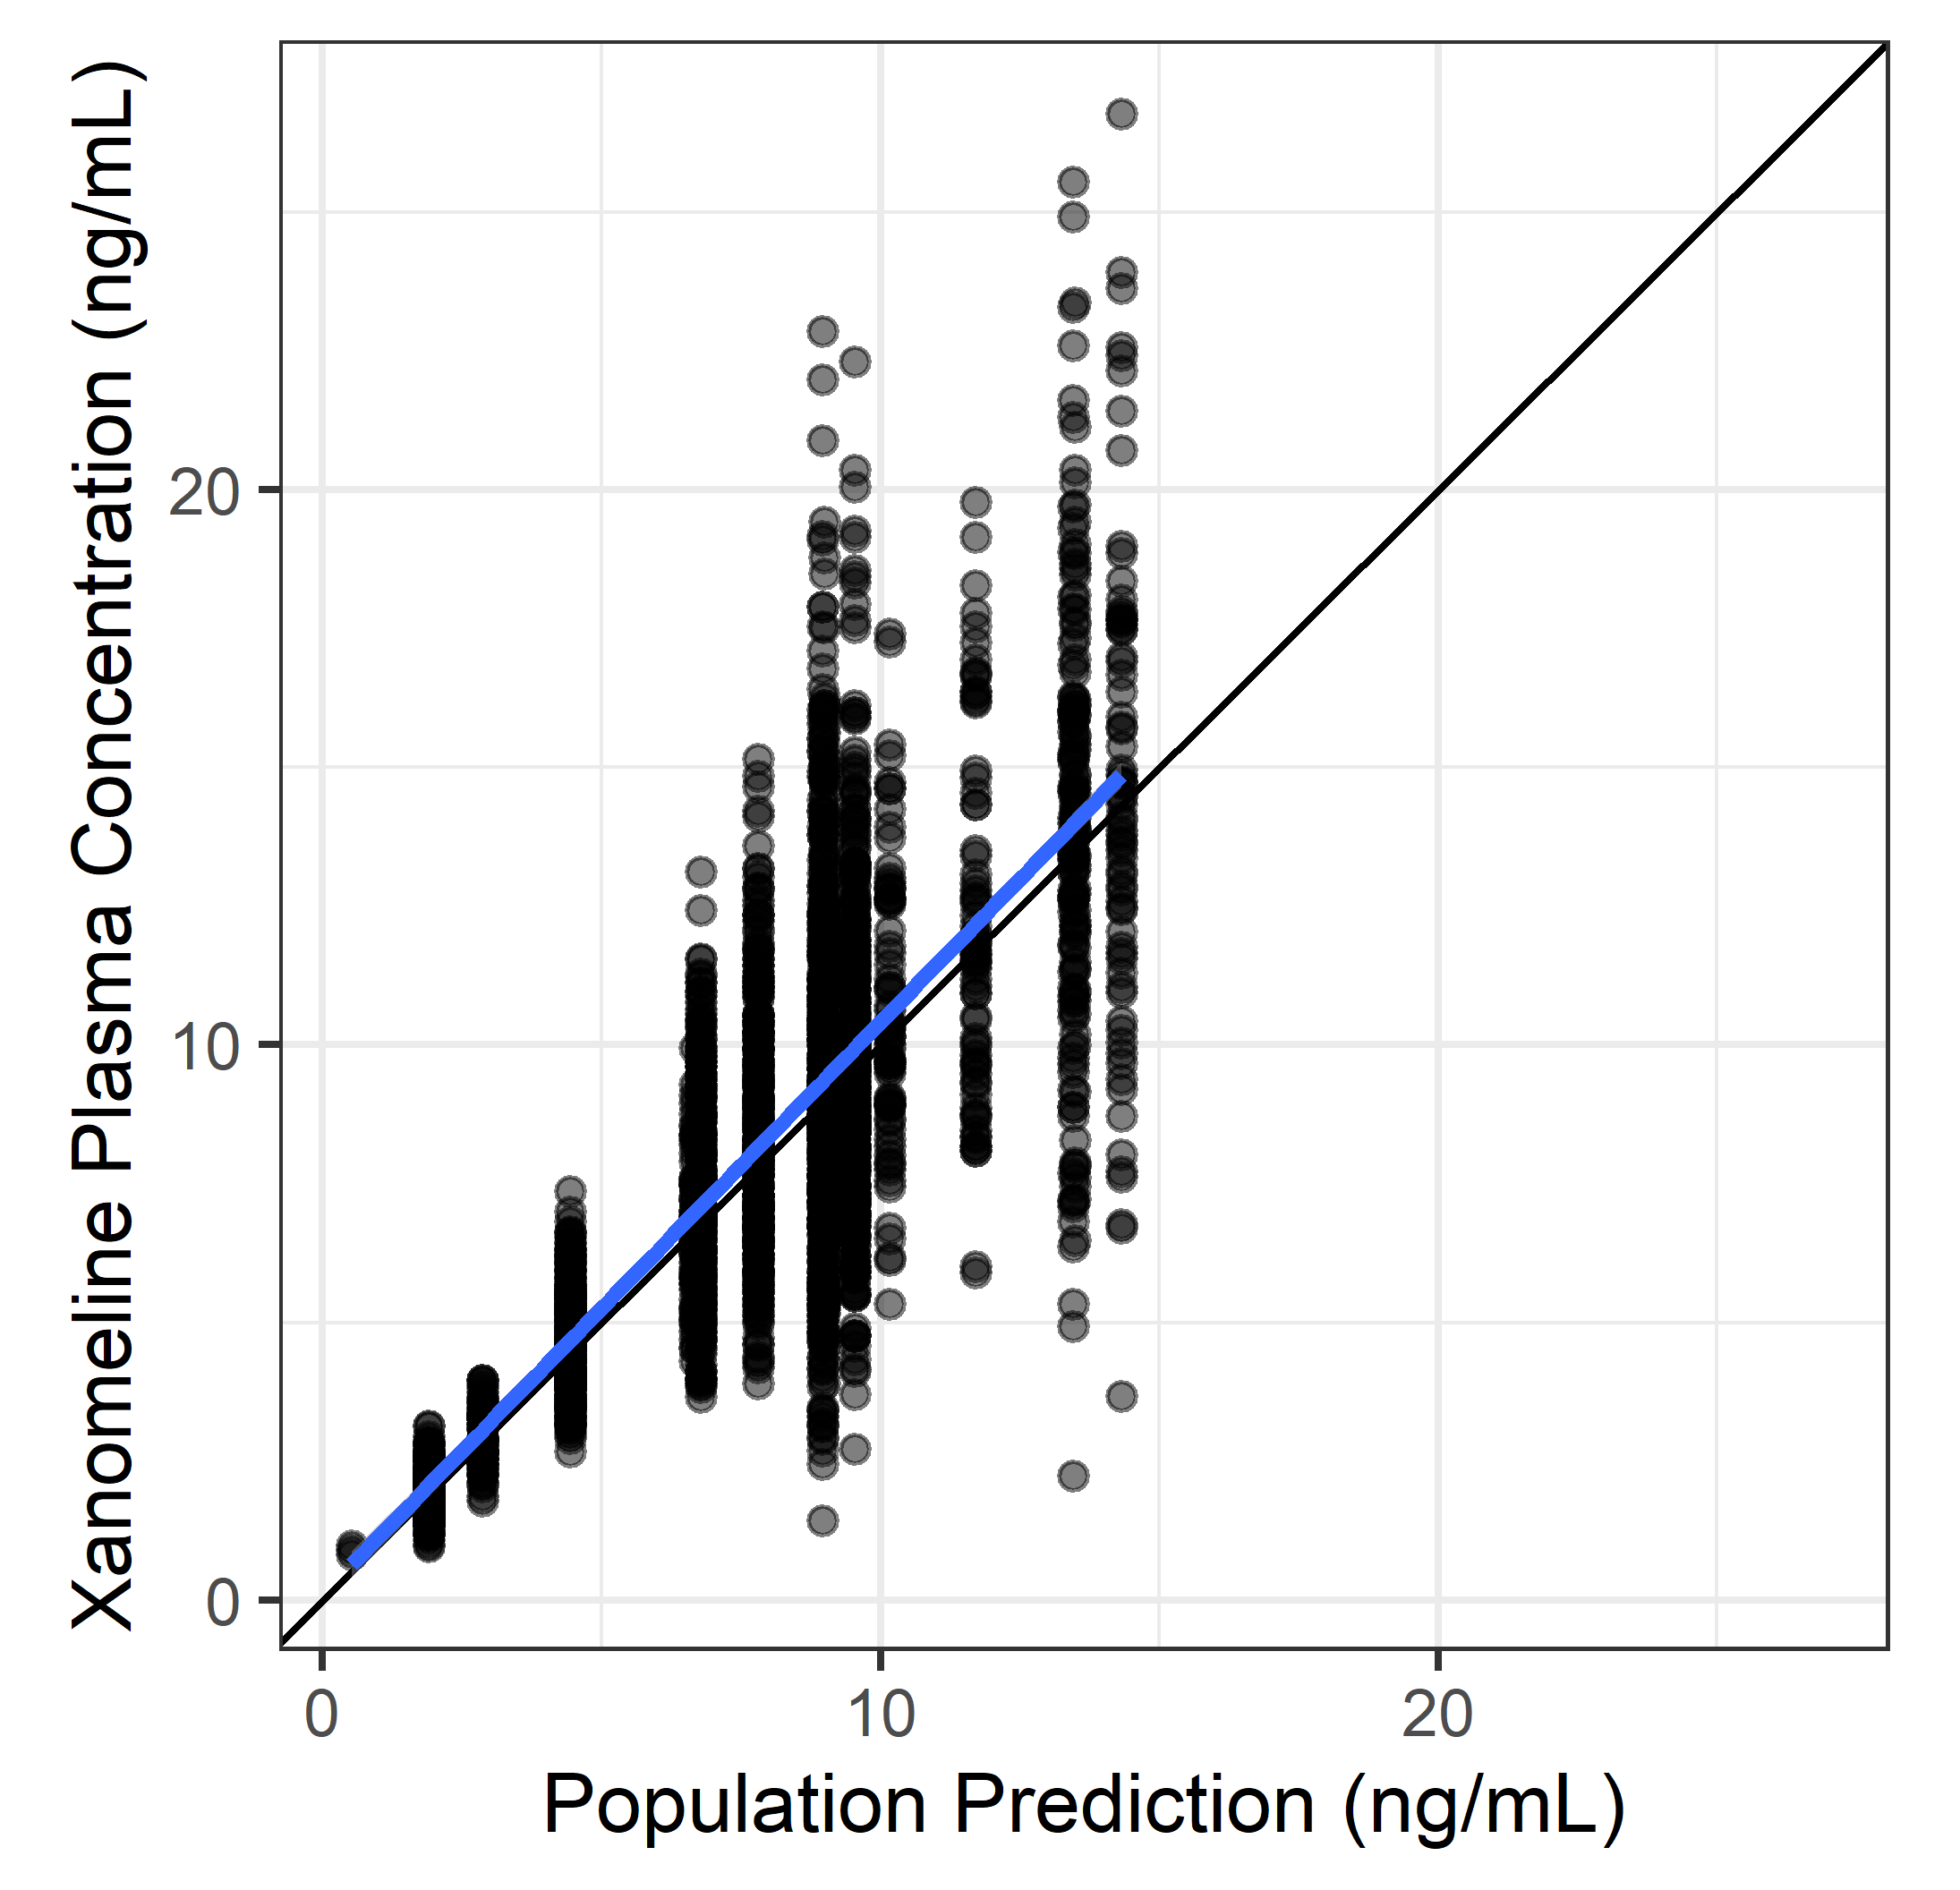 Xanomeline Plasma Concentration (ng/mL)
20
10
0
0 10 20
Population Prediction (ng/mL)